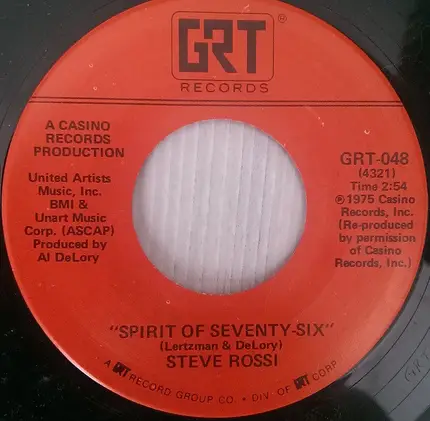 GRT®
RECORDS
A CASINO
RECORDS
PRODUCTION
United Artists
Music, Inc.
BMI &
Unart Music
Corp. (ASCAP)
Produced by
Al DeLory
GRT-048
(4321)
Time 2:54
℗1975 Casino
Records, Inc.
(Re-produced
by permission
of Casino
Records, Inc.)
"SPIRIT OF SEVENTY-SIX"
(Lertzman & DeLory)
STEVE ROSSI
A GRT RECORD GROUP CO. • DIV. OF GRT CORP.